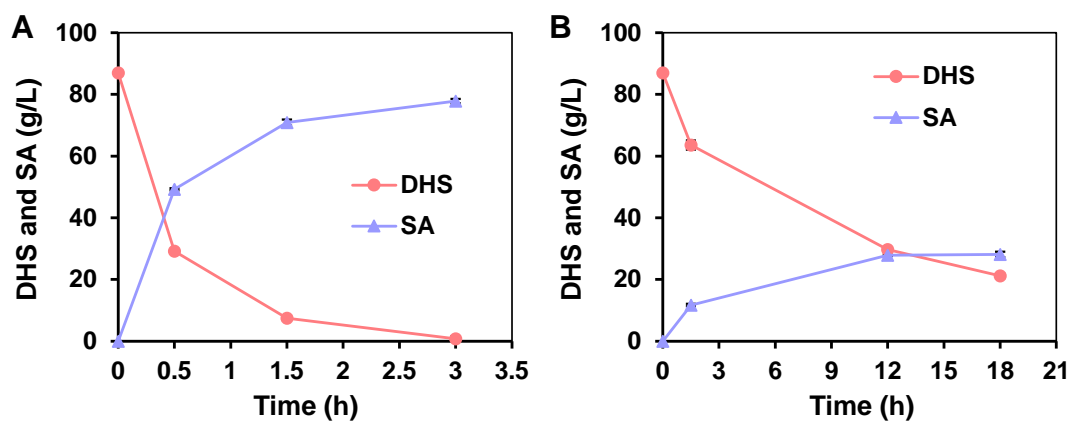 A
DHS and SA (g/L)
100
80
60
40
20
0
0 0.5 1 1.5 2 2.5 3 3.5
Time (h)
DHS
SA
B
DHS and SA (g/L)
100
80
60
40
20
0
0 3 6 9 12 15 18 21
Time (h)
DHS
SA